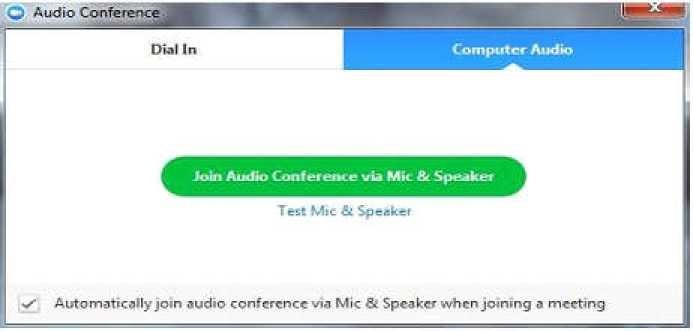 Audio Conference
Dial In
Computer Audio
Join Audio Conference via Mic & Speaker
Test Mic & Speaker
Automatically join audio conference via Mic & Speaker when joining a meeting